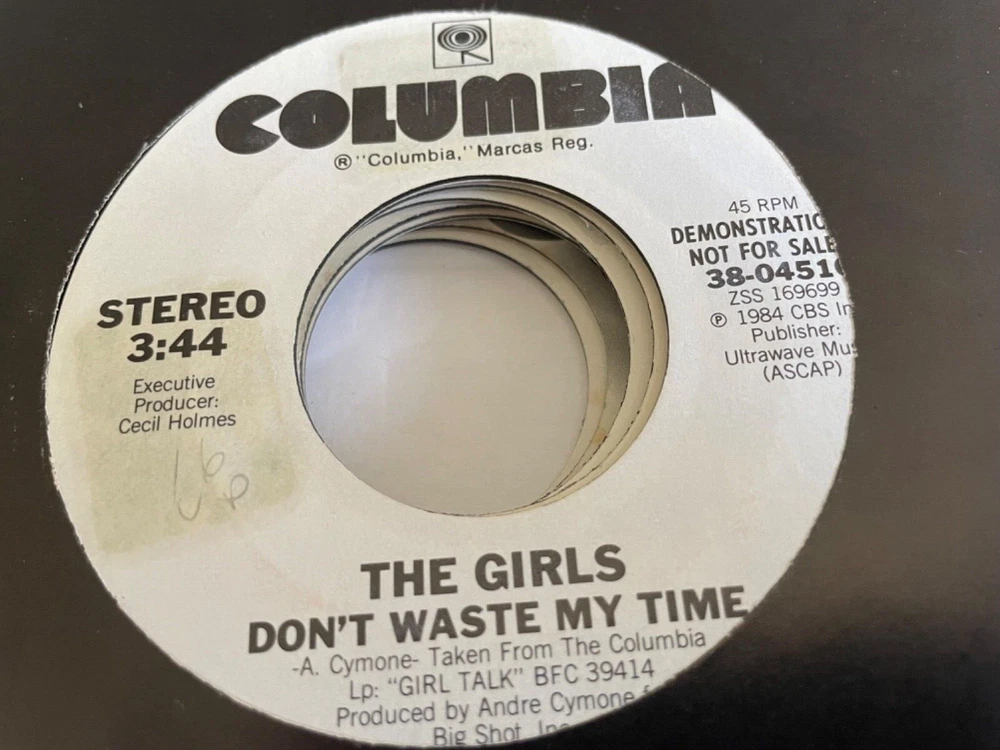 COLUMBIA
® "Columbia," Marcas Reg.
45 RPM
DEMONSTRATIO
NOT FOR SALE
38-0451
ZSS 169699
℗ 1984 CBS In
Publisher:
Ultrawave Mus
(ASCAP)
STEREO
3:44
Executive
Producer:
Cecil Holmes
THE GIRLS
DON'T WASTE MY TIME
-A. Cymone- Taken From The Columbia
Lp: "GIRL TALK" BFC 39414
Produced by Andre Cymone
Big Shot, Inc